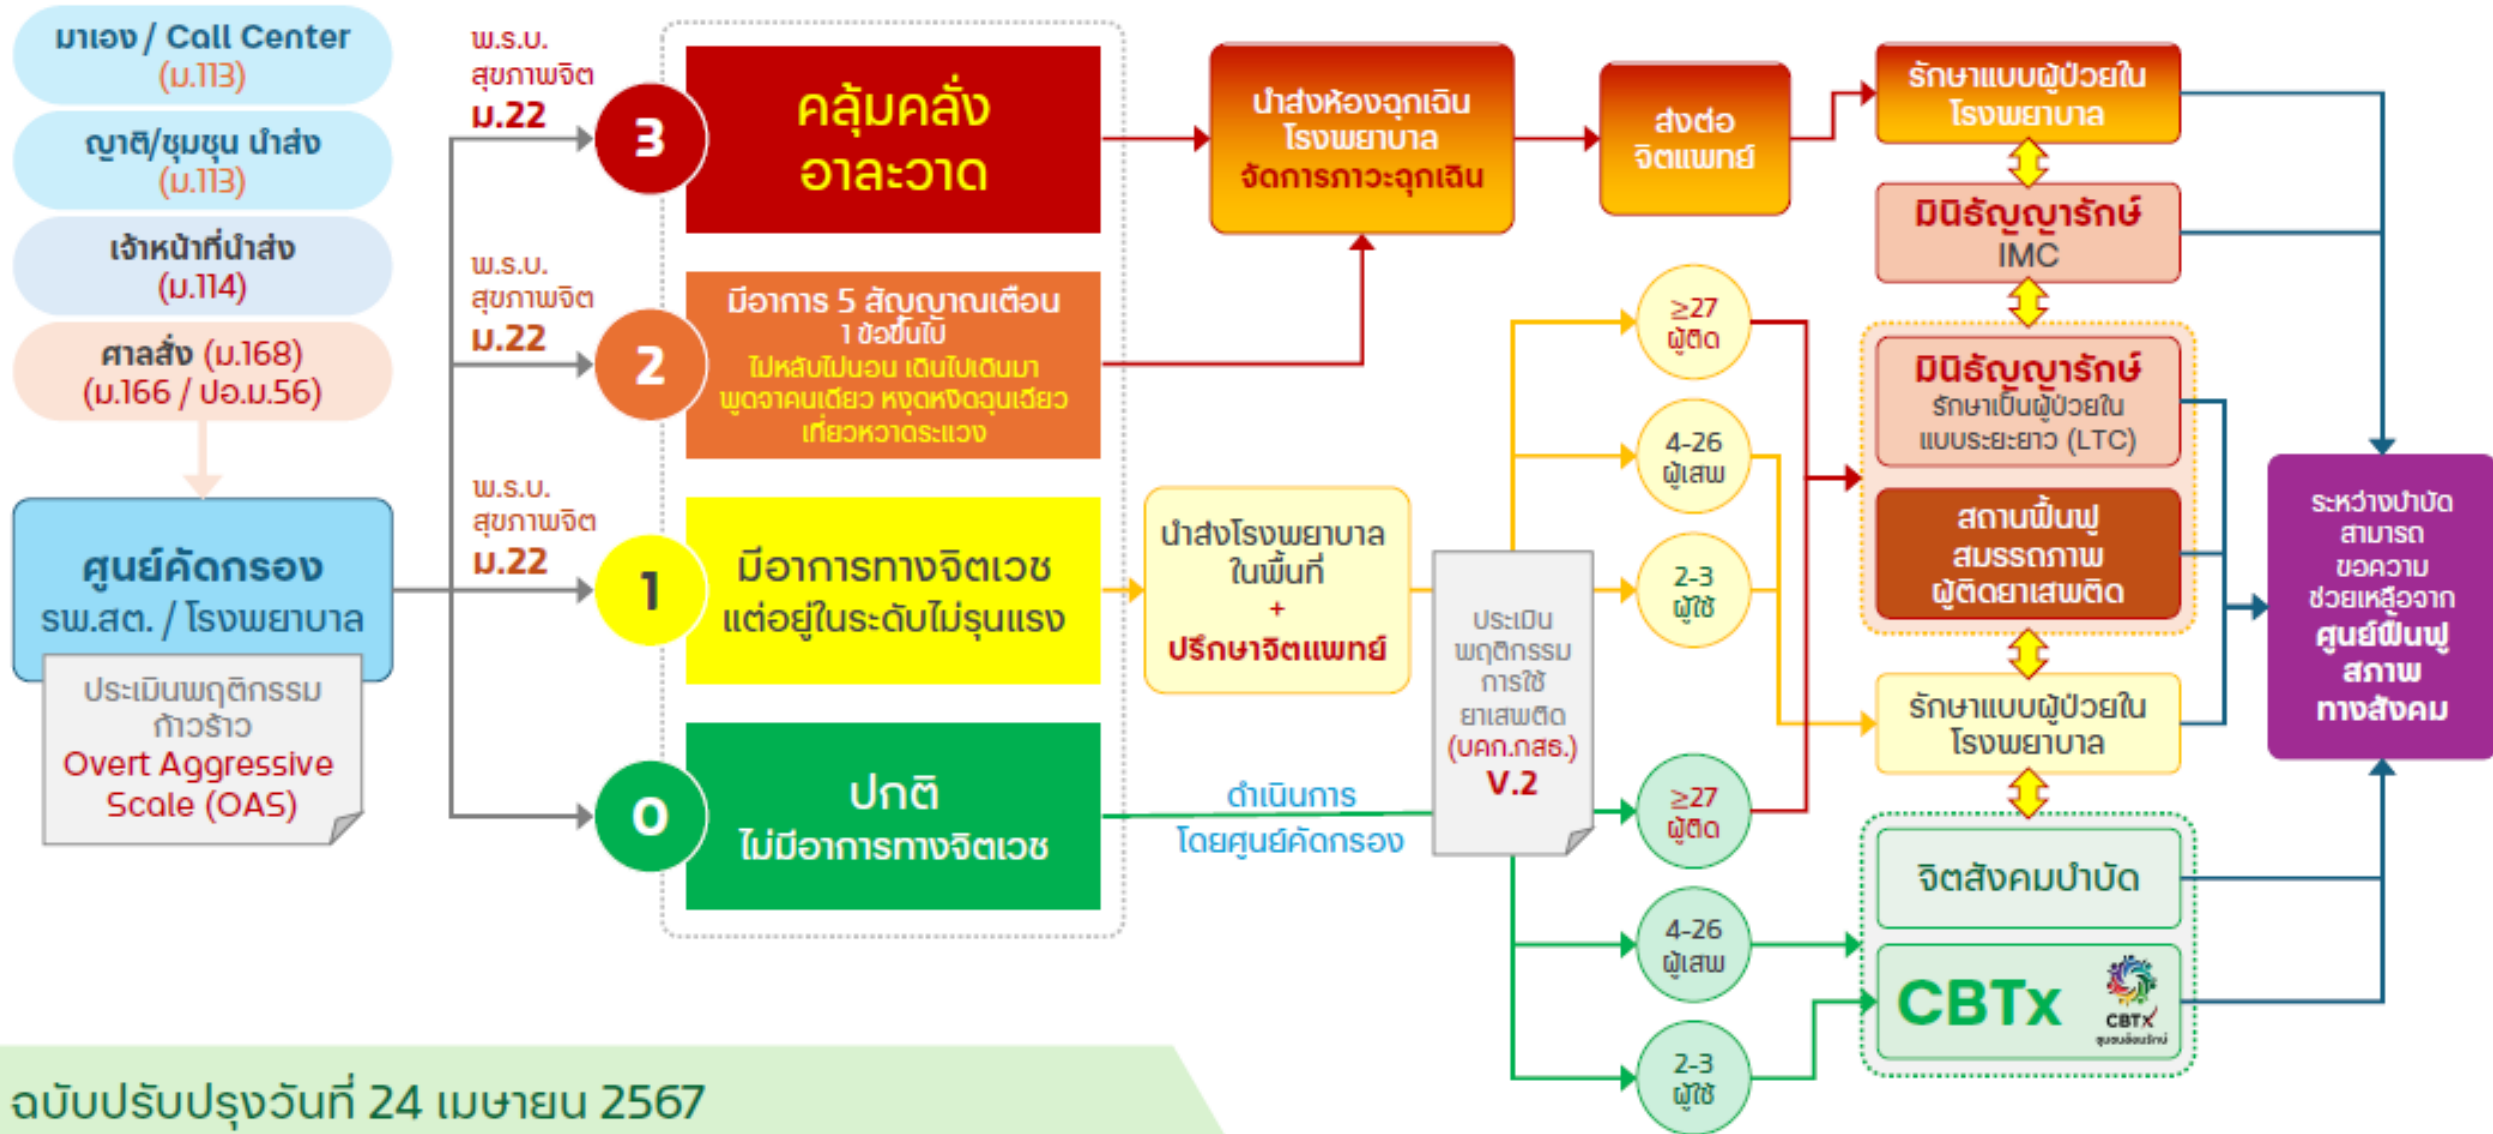 มาเอง / Call Center
(ม.113)
ญาติ/ชุมชน นำส่ง
(ม.113)
เจ้าหน้าที่นำส่ง
(ม.114)
ศาลสั่ง (ม.168)
(ม.166 / ปอ.ม.56)
ศูนย์คัดกรอง
รพ.สต. / โรงพยาบาล
ประเมินพฤติกรรม
ก้าวร้าว
Overt Aggressive
Scale (OAS)
พ.ร.บ.
สุขภาพจิต
ม.22
3
คลุ้มคลั่ง
อาละวาด
พ.ร.บ.
สุขภาพจิต
ม.22
2
มีอาการ 5 สัญญาณเตือน
1 ข้อขึ้นไป
ไม่หลับไม่นอน เดินไปเดินมา
พูดจาคนเดียว หงุดหงิดฉุนเฉียว
เที่ยวหวาดระแวง
พ.ร.บ.
สุขภาพจิต
ม.22
1
มีอาการทางจิตเวช
แต่อยู่ในระดับไม่รุนแรง
0
ปกติ
ไม่มีอาการทางจิตเวช
นำส่งห้องฉุกเฉิน
โรงพยาบาล
จัดการภาวะฉุกเฉิน
ส่งต่อ
จิตแพทย์
นำส่งโรงพยาบาล
ในพื้นที่
+
ปรึกษาจิตแพทย์
ดำเนินการ
โดยศูนย์คัดกรอง
ประเมิน
พฤติกรรม
การใช้
ยาเสพติด
(บคก.กสธ.)
V.2
≥27
ผู้ติด
4-26
ผู้เสพ
2-3
ผู้ใช้
≥27
ผู้ติด
4-26
ผู้เสพ
2-3
ผู้ใช้
รักษาแบบผู้ป่วยใน
โรงพยาบาล
มินิธัญญารักษ์
IMC
มินิธัญญารักษ์
รักษาเป็นผู้ป่วยใน
แบบระยะยาว (LTC)
สถานฟื้นฟู
สมรรถภาพ
ผู้ติดยาเสพติด
รักษาแบบผู้ป่วยใน
โรงพยาบาล
จิตสังคมบำบัด
CBTx
CBTx
ชุมชนล้อมรักษ์
ระหว่างบำบัด
สามารถ
ขอความ
ช่วยเหลือจาก
ศูนย์ฟื้นฟู
สภาพ
ทางสังคม
ฉบับปรับปรุงวันที่ 24 เมษายน 2567